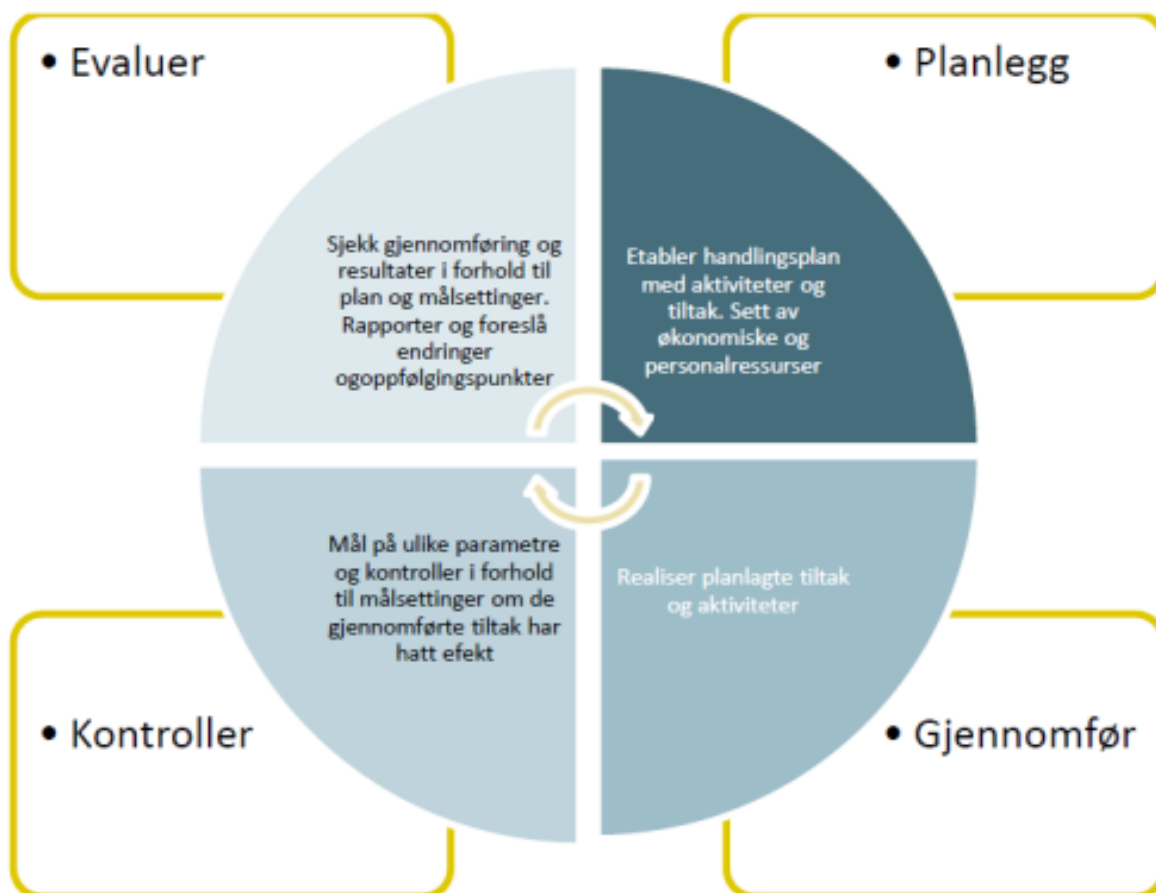 • Evaluer
• Planlegg
Sjekk gjennomføring og
resultater i forhold til
plan og målsettinger.
Rapporter og foreslå
endringer
ogoppfølgingspunkter
Etabler handlingsplan
med aktiviteter og
tiltak. Sett av
økonomiske og
personalressurser
Mål på ulike parametre
og kontroller i forhold
til målsettinger om de
gjennomførte tiltak har
hatt efekt
Realiser planlagte tiltak
og aktiviteter
• Kontroller
• Gjennomfør